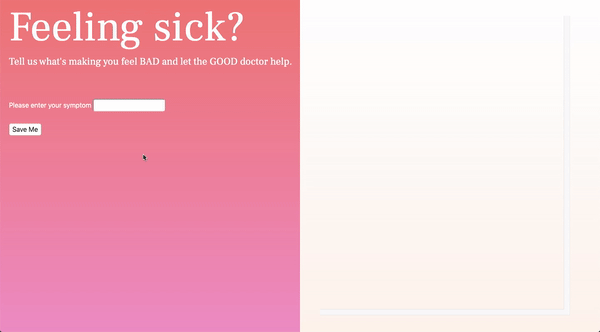 Feeling sick?
Tell us what's making you feel BAD and let the GOOD doctor help.
Please enter your symptom
Save Me